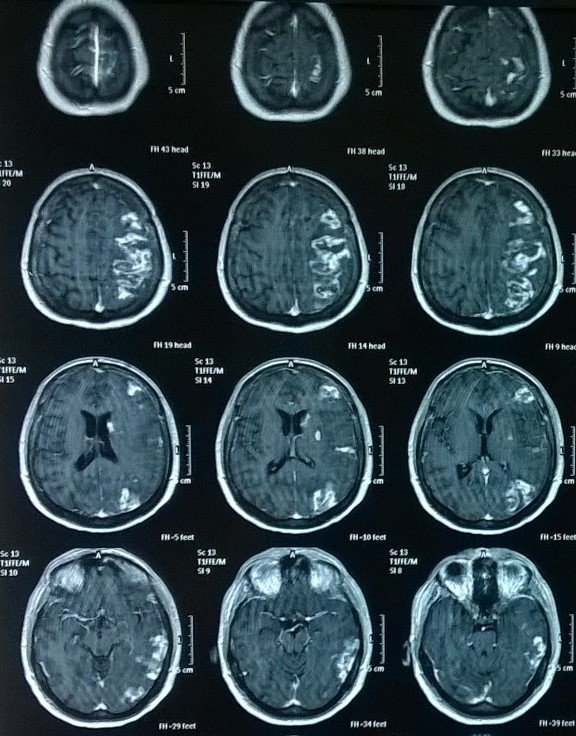 L
5 cm
L
5 cm
L
5 cm
FH 43 head
FH 38 head
FH 33 head
Sc 13
T1FFE/M
Sl 20
A
L
5 cm
Sc 13
T1FFE/M
Sl 19
A
L
5 cm
Sc 13
T1FFE/M
Sl 18
A
L
5 cm
FH 19 head
FH 14 head
FH 9 head
Sc 13
T1FFE/M
Sl 15
A
5 cm
Sc 13
T1FFE/M
Sl 14
A
5 cm
Sc 13
T1FFE/M
Sl 13
A
5 cm
FH -5 feet
FH -10 feet
FH -15 feet
Sc 13
T1FFE/M
Sl 10
A
5 cm
Sc 13
T1FFE/M
Sl 9
A
5 cm
Sc 13
T1FFE/M
Sl 8
A
5 cm
FH -29 feet
FH -34 feet
FH -39 feet